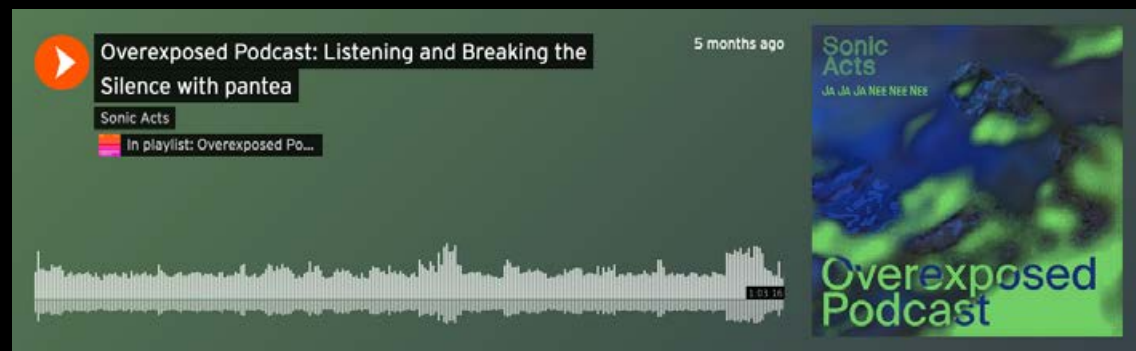 Overexposed Podcast: Listening and Breaking the
Silence with pantea
Sonic Acts
In playlist: Overexposed Po...
5 months ago
1:03:16
Sonic
Acts
JA JA JA NEE NEE NEE
Overexposed
Podcast